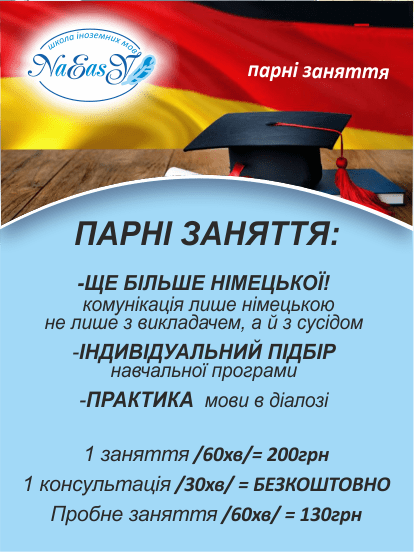 школа іноземних мов
NaEasY
парні заняття
ПАРНІ ЗАНЯТТЯ:
-ЩЕ БІЛЬШЕ НІМЕЦЬКОЇ!
комунікація лише німецькою
не лише з викладачем, а й з сусідом
-ІНДИВІДУАЛЬНИЙ ПІДБІР
навчальної програми
-ПРАКТИКА мови в діалозі
1 заняття /60хв/= 200грн
1 консультація /30хв/ = БЕЗКОШТОВНО
Пробне заняття /60хв/ = 130грн